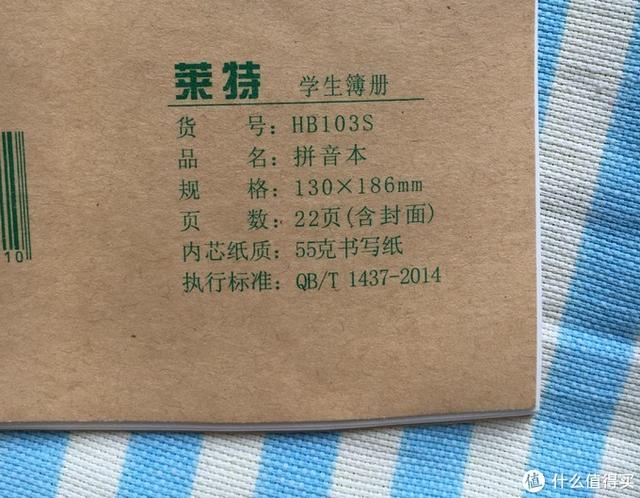 莱特 学生簿册
货 号：HB103S
品 名：拼音本
规 格：130×186mm
页 数：22页(含封面)
内芯纸质：55克书写纸
执行标准：QB/T 1437-2014
10
值 什么值得买